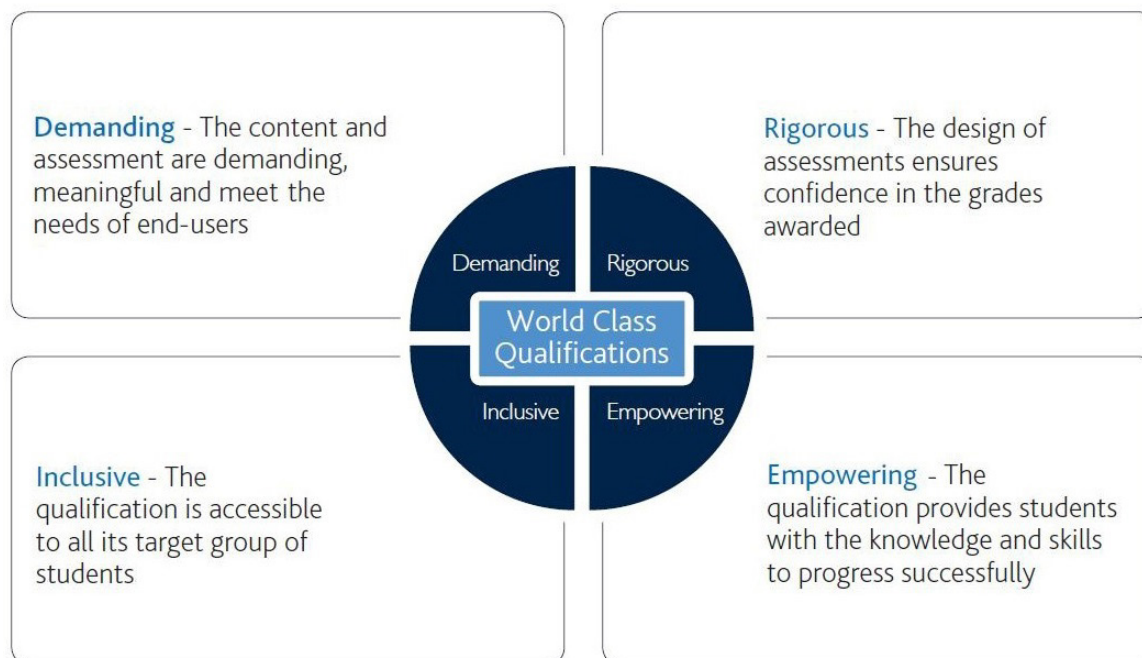 Demanding - The content and
assessment are demanding,
meaningful and meet the
needs of end-users
Rigorous - The design of
assessments ensures
confidence in the grades
awarded
Demanding
Rigorous
World Class
Qualifications
Inclusive
Empowering
Inclusive - The
qualification is accessible
to all its target group of
students
Empowering - The
qualification provides students
with the knowledge and skills
to progress successfully